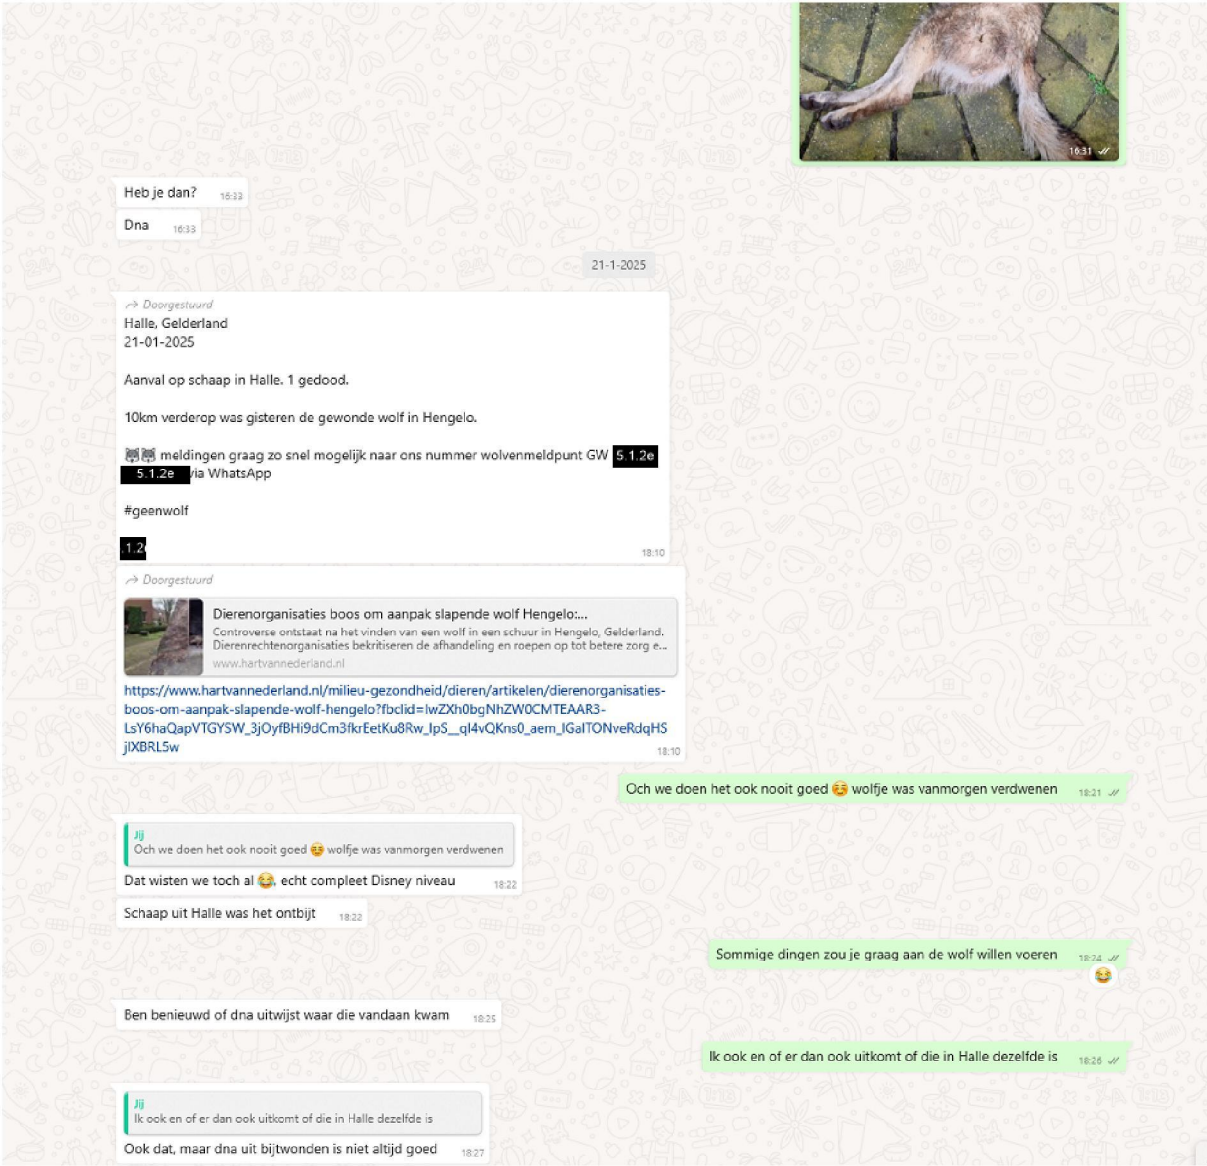 16:31
Heb je dan? 16:33
Dna 16:33
21-1-2025
Doorgestuurd
Halle, Gelderland
21-01-2025
Aanval op schaap in Halle. 1 gedood.
10km verderop was gisteren de gewonde wolf in Hengelo.
🐺🐺 meldingen graag zo snel mogelijk naar ons nummer wolvenmeldpunt GW 5.1.2e
5.1.2e via WhatsApp
#geenwolf
.1.2
18:10
Doorgestuurd
Dierenorganisaties boos om aanpak slapende wolf Hengelo:...
Controverse ontstaat na het vinden van een wolf in een schuur in Hengelo, Gelderland.
Dierenrechtenorganisaties bekritiseren de afhandeling en roepen op tot betere zorg e...
www.hartvannederland.nl
https://www.hartvannederland.nl/milieu-gezondheid/dieren/artikelen/dierenorganisaties-
boos-om-aanpak-slapende-wolf-hengelo?fbclid=IwZXh0bgNhZW0CMTEAAR3-
LsY6haQapVTGYSW_3jOyfBHi9dCm3fkrEetKu8Rw_IpS__qI4vQKns0_aem_IGaITONveRdqHS
jIXBRL5w
18:10
Och we doen het ook nooit goed ☺️ wolfje was vanmorgen verdwenen 18:21
Jij
Och we doen het ook nooit goed ☺️ wolfje was vanmorgen verdwenen
Dat wisten we toch al 😂, echt compleet Disney niveau 18:22
Schaap uit Halle was het ontbijt 18:22
Sommige dingen zou je graag aan de wolf willen voeren 18:24
😂
Ben benieuwd of dna uitwijst waar die vandaan kwam 18:25
Ik ook en of er dan ook uitkomt of die in Halle dezelfde is 18:26
Jij
Ik ook en of er dan ook uitkomt of die in Halle dezelfde is
Ook dat, maar dna uit bijtwonden is niet altijd goed 18:27